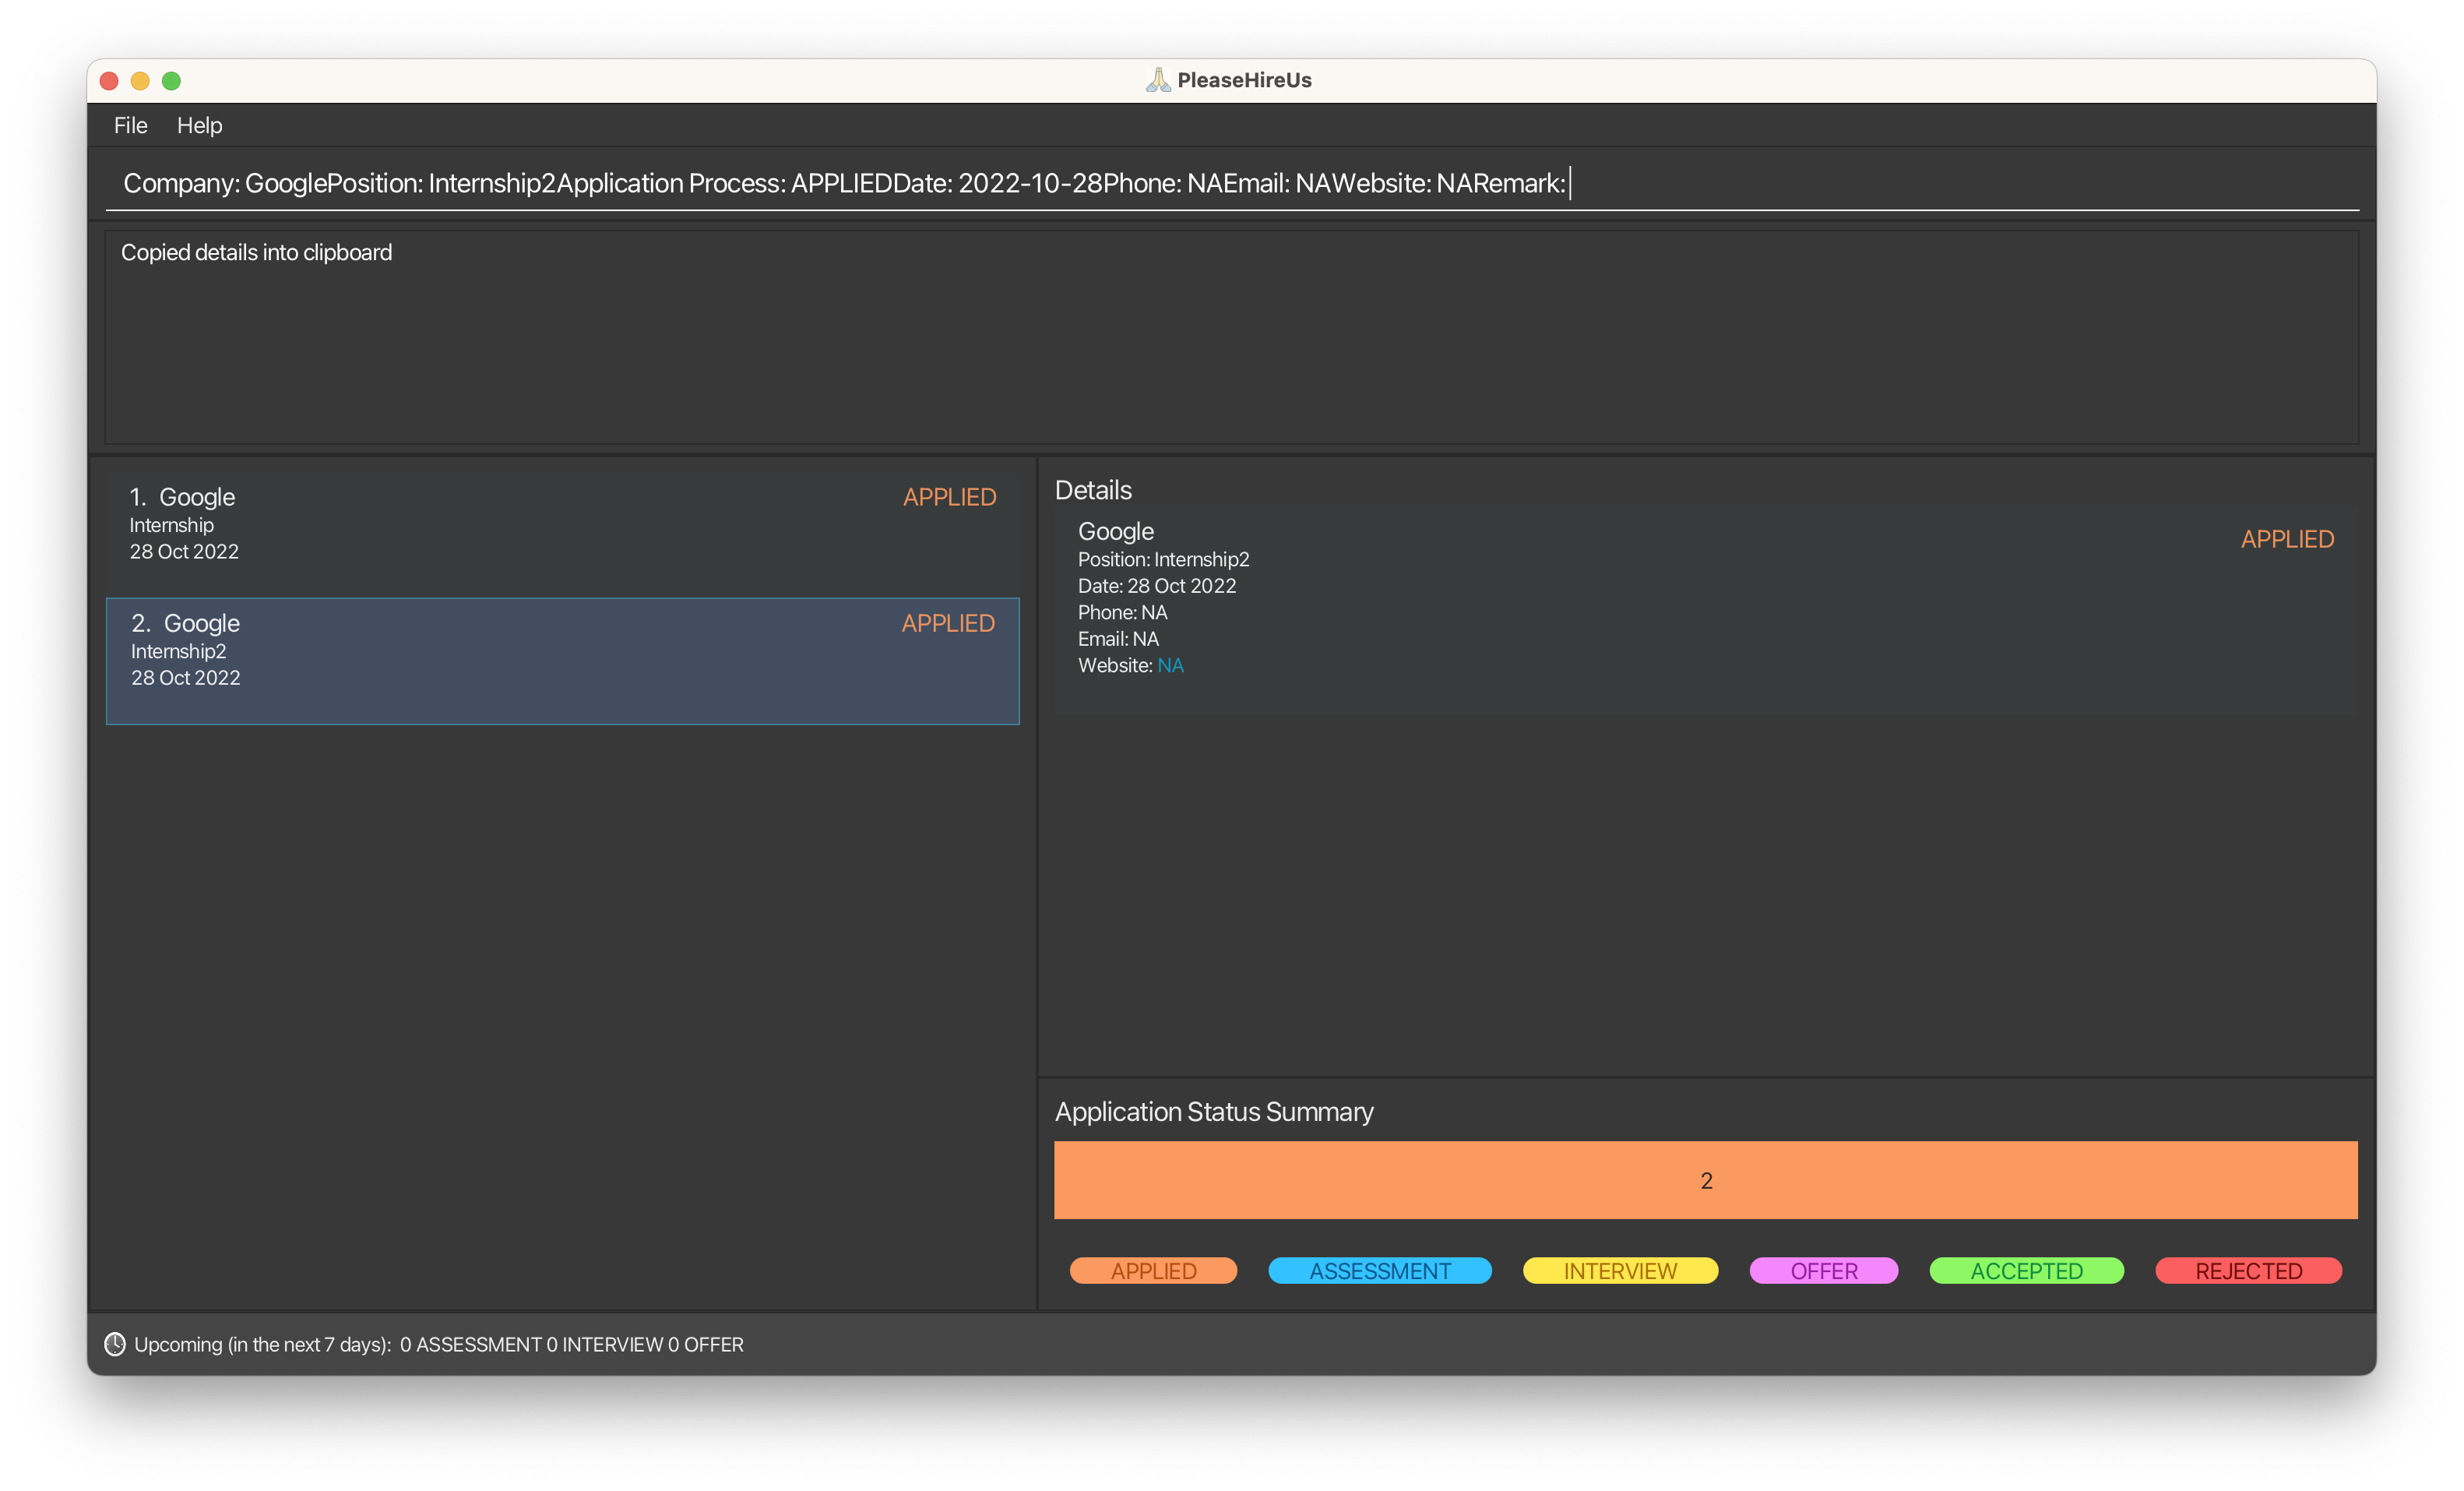 PleaseHireUs
File Help
Company: GooglePosition: Internship2Application Process: APPLIEDDate: 2022-10-28Phone: NAEmail: NAWebsite: NARemark:
Copied details into clipboard
1. Google APPLIED
Internship
28 Oct 2022
2. Google APPLIED
Internship2
28 Oct 2022
Details
Google APPLIED
Position: Internship2
Date: 28 Oct 2022
Phone: NA
Email: NA
Website: NA
Application Status Summary
2
APPLIED ASSESSMENT INTERVIEW OFFER ACCEPTED REJECTED
Upcoming (in the next 7 days): 0 ASSESSMENT 0 INTERVIEW 0 OFFER